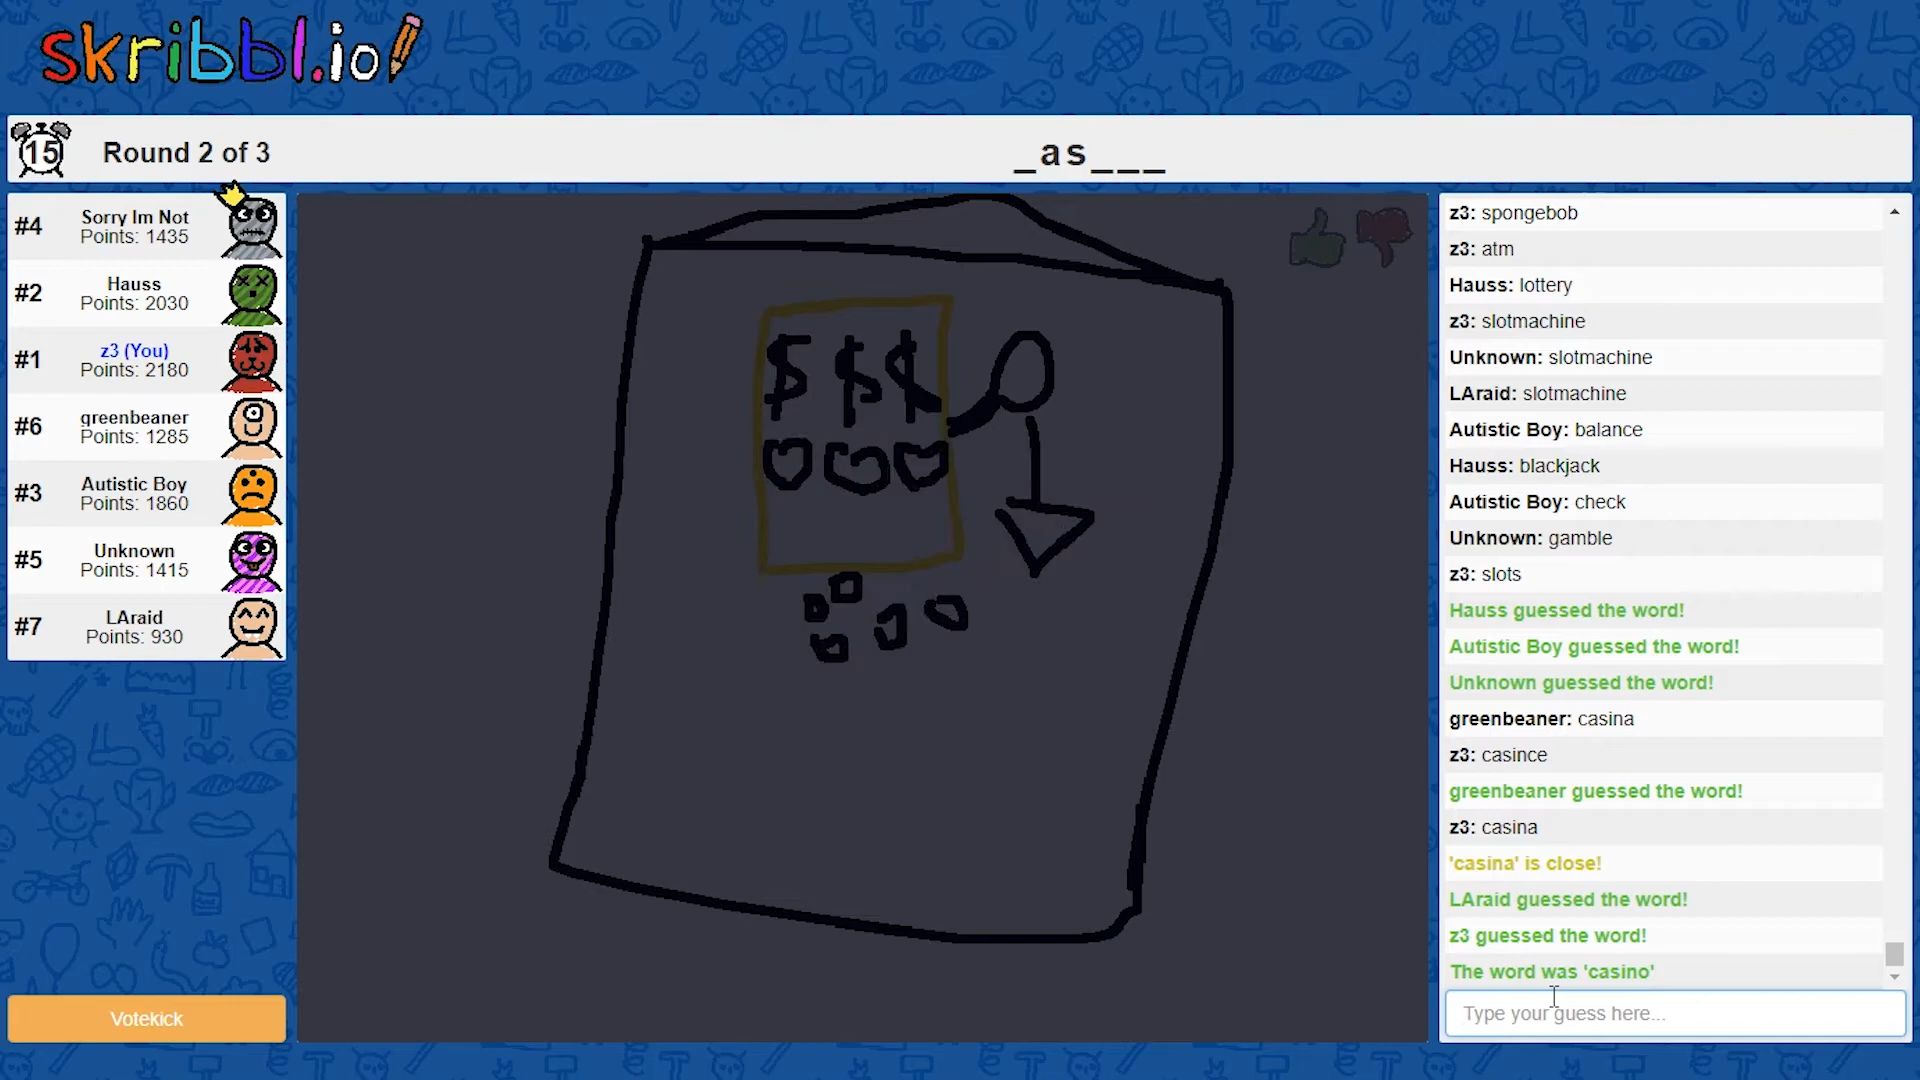 skribbl.io
15
Round 2 of 3
_as___
#4
Sorry Im Not
Points: 1435
#2
Hauss
Points: 2030
#1
z3 (You)
Points: 2180
#6
greenbeaner
Points: 1285
#3
Autistic Boy
Points: 1860
#5
Unknown
Points: 1415
#7
LAraid
Points: 930
Votekick
$ $ $
z3: spongebob
z3: atm
Hauss: lottery
z3: slotmachine
Unknown: slotmachine
LAraid: slotmachine
Autistic Boy: balance
Hauss: blackjack
Autistic Boy: check
Unknown: gamble
z3: slots
Hauss guessed the word!
Autistic Boy guessed the word!
Unknown guessed the word!
greenbeaner: casina
z3: casince
greenbeaner guessed the word!
z3: casina
'casina' is close!
LAraid guessed the word!
z3 guessed the word!
The word was 'casino'
Type your guess here...